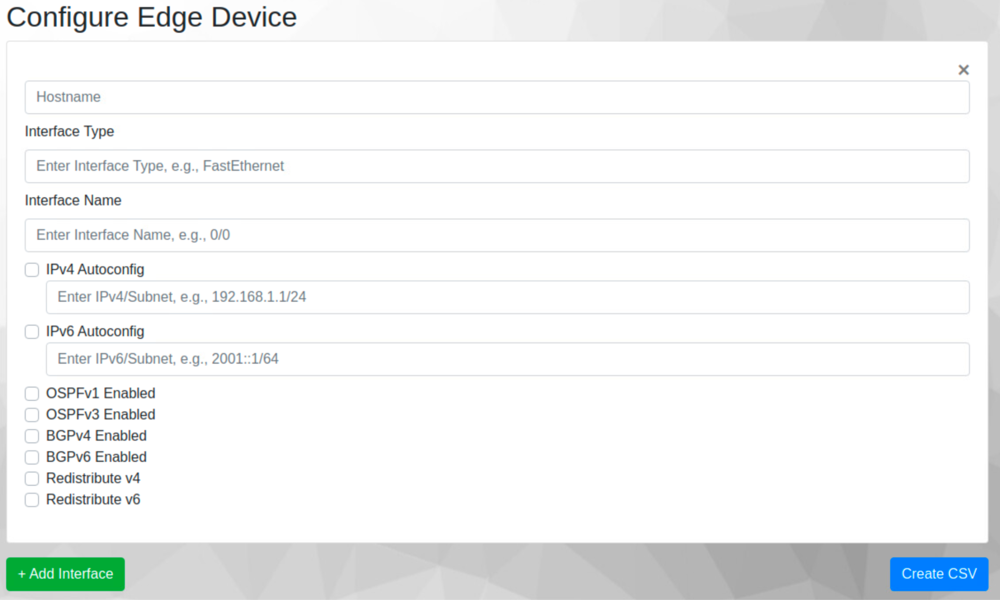 Configure Edge Device
×
Hostname
Interface Type
Enter Interface Type, e.g., FastEthernet
Interface Name
Enter Interface Name, e.g., 0/0
IPv4 Autoconfig
Enter IPv4/Subnet, e.g., 192.168.1.1/24
IPv6 Autoconfig
Enter IPv6/Subnet, e.g., 2001::1/64
OSPFv1 Enabled
OSPFv3 Enabled
BGPv4 Enabled
BGPv6 Enabled
Redistribute v4
Redistribute v6
+ Add Interface
Create CSV